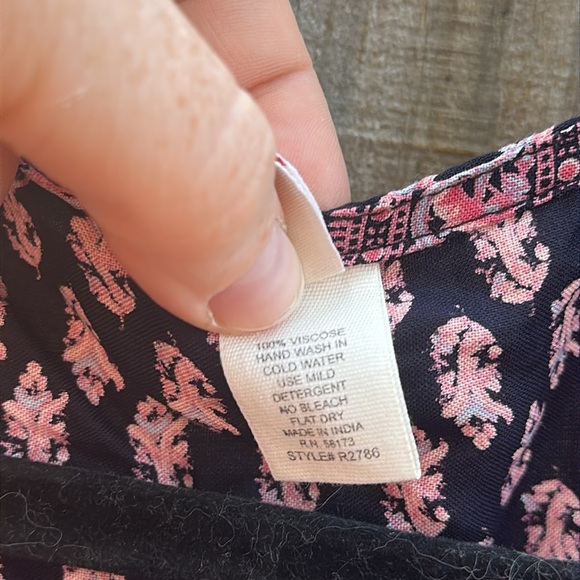 100% VISCOSE
HAND WASH IN
COLD WATER
USE MILD
DETERGENT
NO BLEACH
FLAT DRY
MADE IN INDIA
R.N. 58173
STYLE# R2786